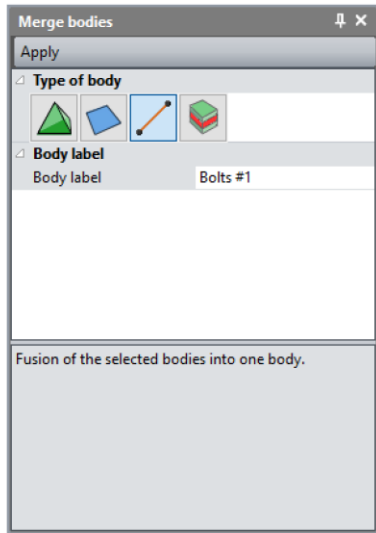 Merge bodies
Apply
Type of body
Body label
Body label Bolts #1
Fusion of the selected bodies into one body.